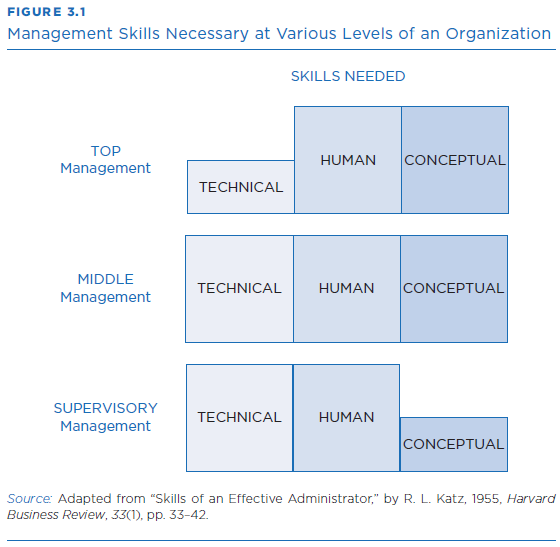 FIGURE 3.1
Management Skills Necessary at Various Levels of an Organization
SKILLS NEEDED
TOP
Management
TECHNICAL
HUMAN
CONCEPTUAL
MIDDLE
Management
TECHNICAL
HUMAN
CONCEPTUAL
SUPERVISORY
Management
TECHNICAL
HUMAN
CONCEPTUAL
Source: Adapted from “Skills of an Effective Administrator,” by R. L. Katz, 1955, Harvard
Business Review, 33(1), pp. 33–42.